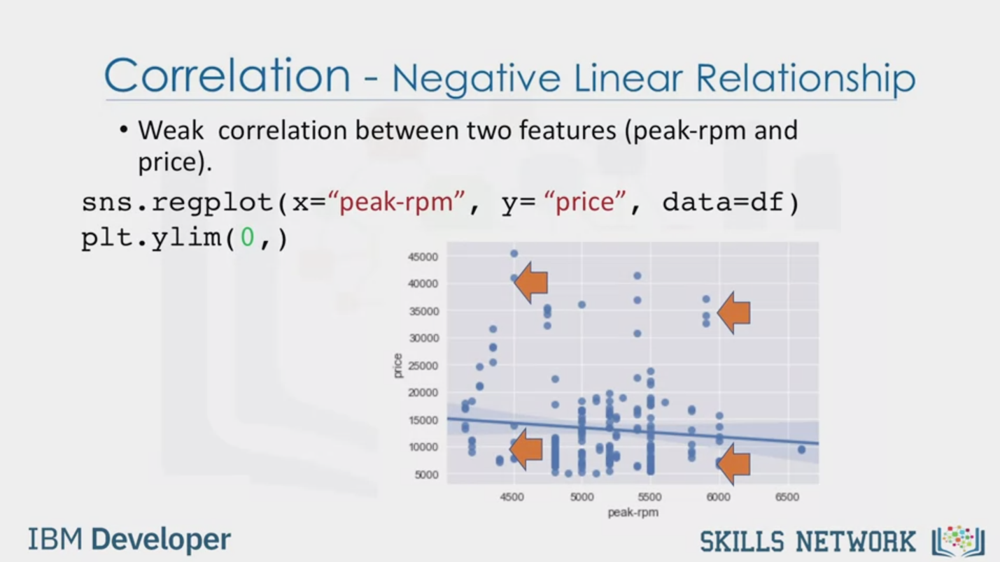 Correlation - Negative Linear Relationship
• Weak correlation between two features (peak-rpm and
price).
sns.regplot(x=“peak-rpm”, y= “price”, data=df)
plt.ylim(0,)
45000
40000
35000
30000
25000
20000
15000
10000
5000
price
4500 5000 5500 6000 6500
peak-rpm
IBM Developer
SKILLS NETWORK